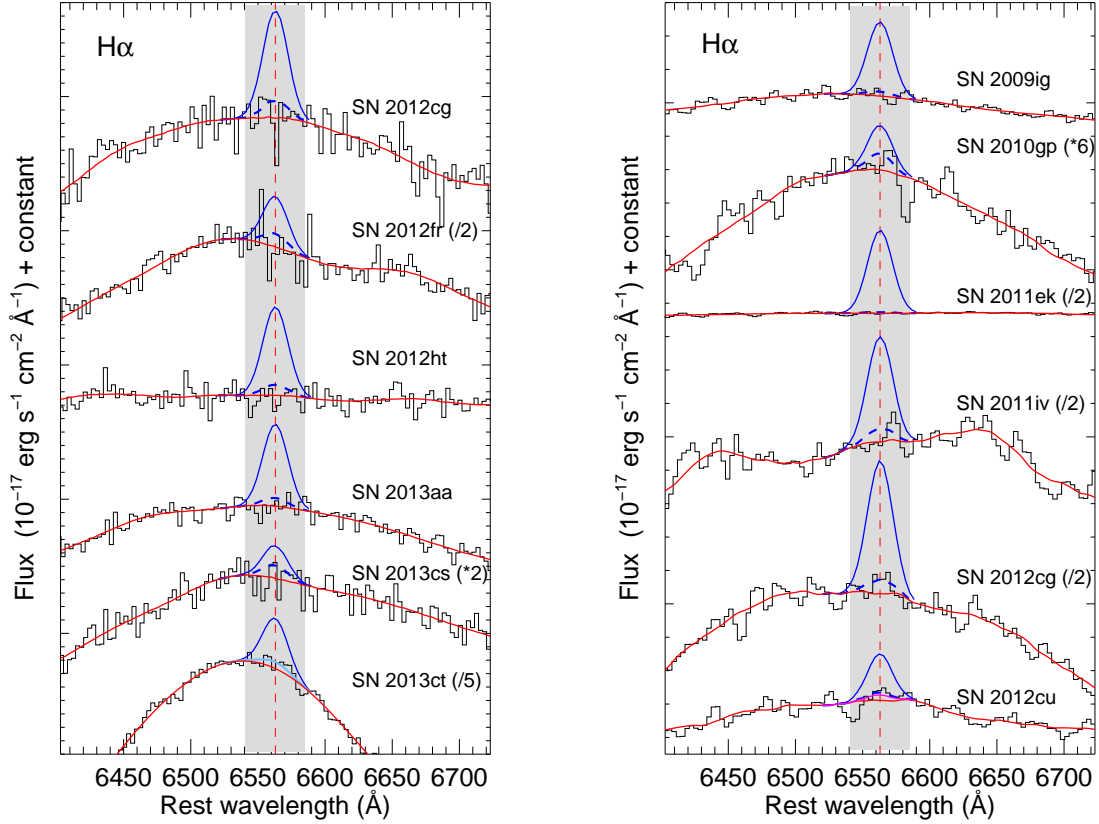 Hα
SN 2012cg
SN 2012fr (/2)
SN 2012ht
SN 2013aa
SN 2013cs (*2)
SN 2013ct (/5)
Flux (10⁻¹⁷ erg s⁻¹ cm⁻² Å⁻¹) + constant
6450 6500 6550 6600 6650 6700
Rest wavelength (Å)
Hα
SN 2009ig
SN 2010gp (*6)
SN 2011ek (/2)
SN 2011iv (/2)
SN 2012cg (/2)
SN 2012cu
Flux (10⁻¹⁷ erg s⁻¹ cm⁻² Å⁻¹) + constant
6450 6500 6550 6600 6650 6700
Rest wavelength (Å)